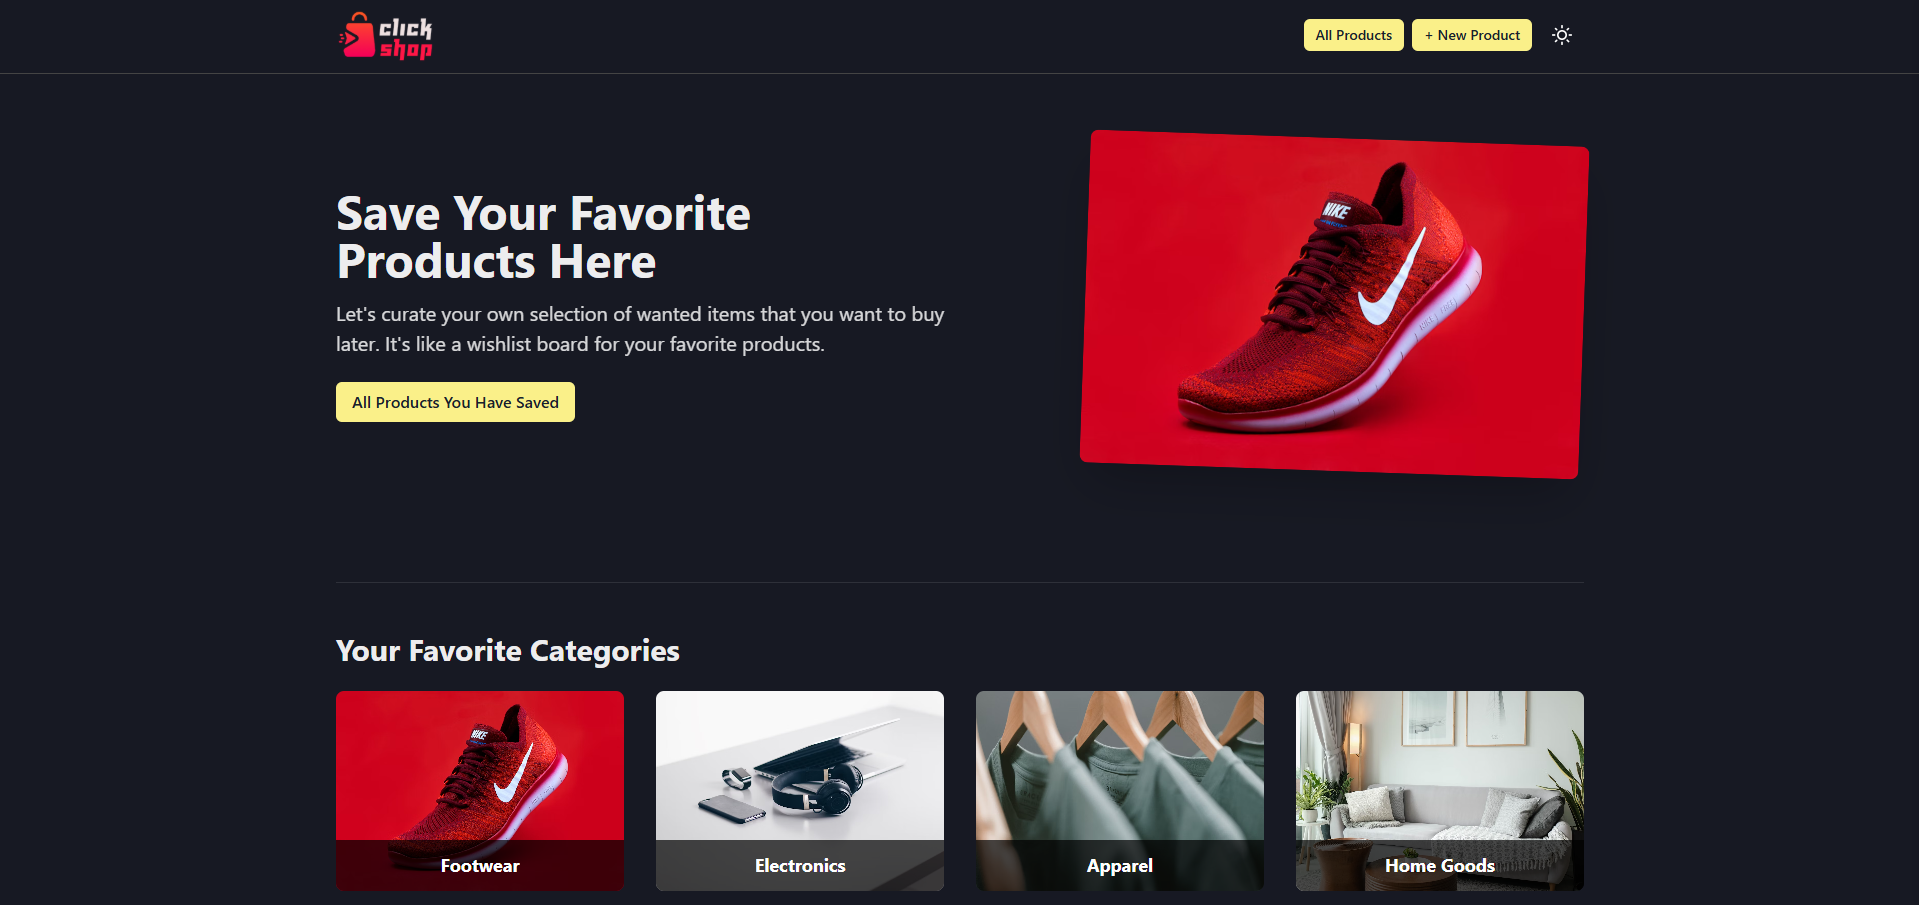 click
shop
All Products
+ New Product
Save Your Favorite
Products Here
Let's curate your own selection of wanted items that you want to buy
later. It's like a wishlist board for your favorite products.
All Products You Have Saved
NIKE
Your Favorite Categories
NIKE
Footwear
Electronics
Apparel
Home Goods